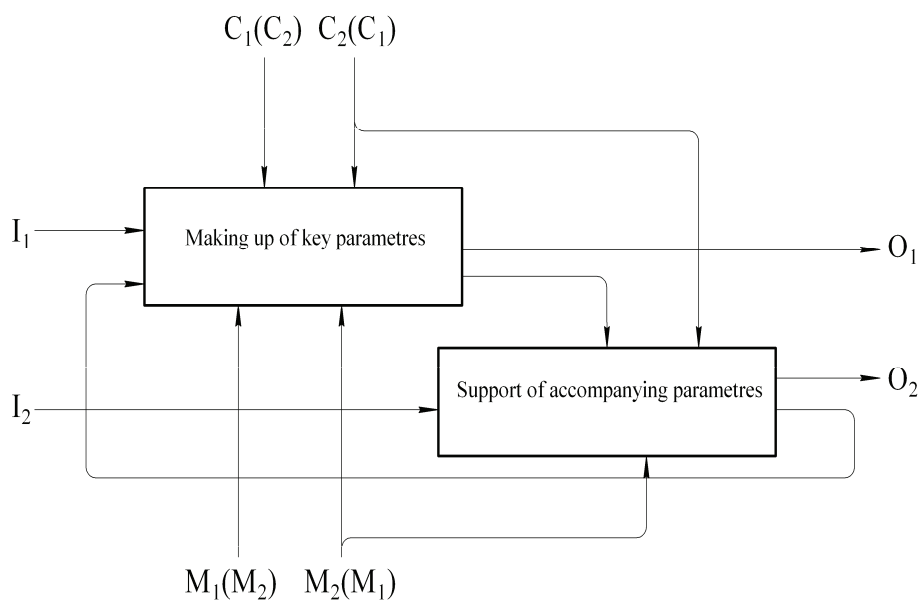 C₁(C₂) C₂(C₁)
I₁
Making up of key parametres
O₁
I₂
Support of accompanying parametres
O₂
M₁(M₂) M₂(M₁)